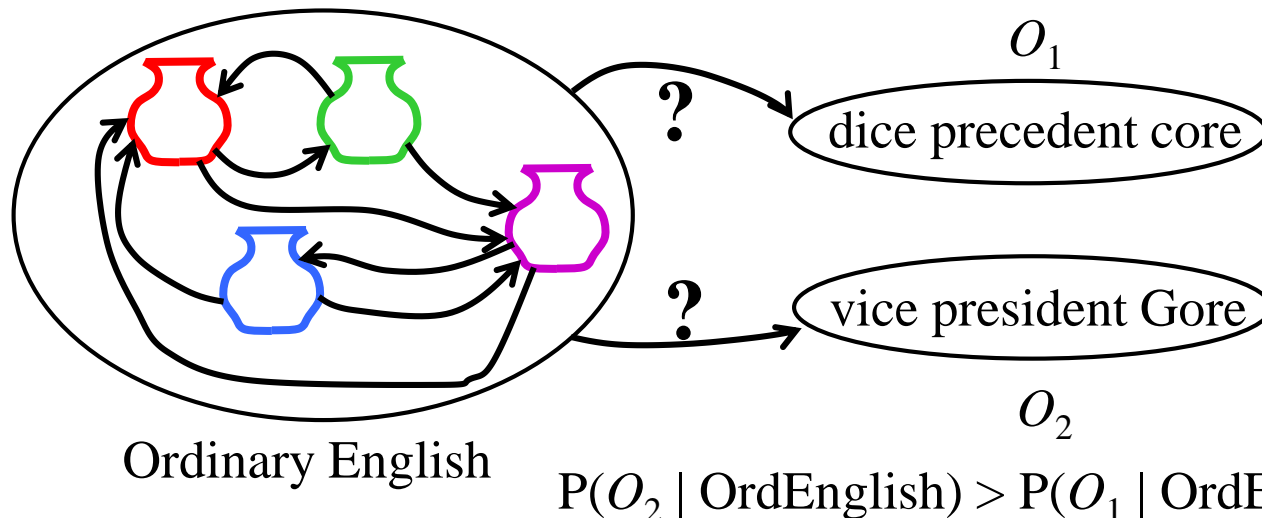 O₁
?
dice precedent core
?
vice president Gore
O₂
Ordinary English
P(O₂ | OrdEnglish) > P(O₁ | OrdE